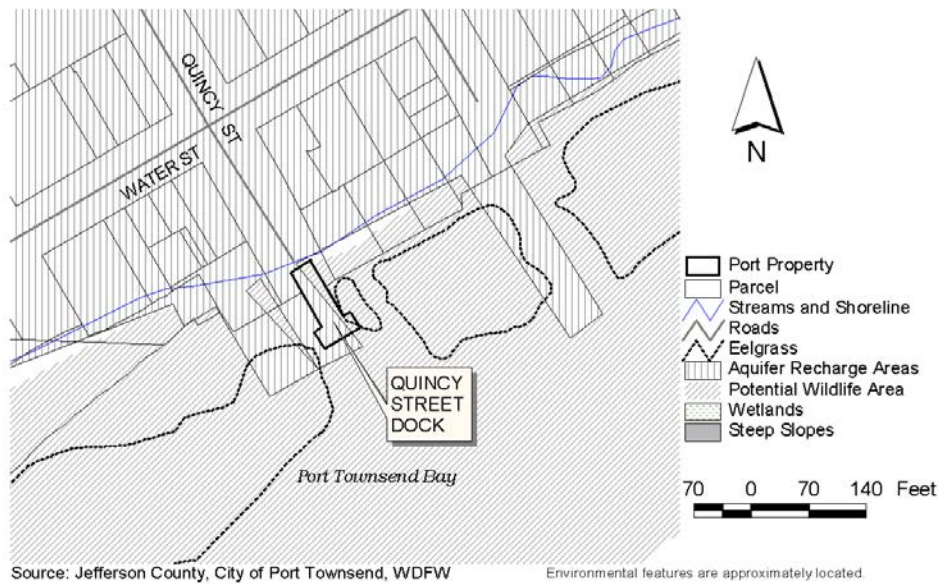 QUINCY ST
WATER ST
N
Port Property
Parcel
Streams and Shoreline
Roads
Eelgrass
Aquifer Recharge Areas
Potential Wildlife Area
Wetlands
Steep Slopes
QUINCY
STREET
DOCK
Port Townsend Bay
70 0 70 140 Feet
Source: Jefferson County, City of Port Townsend, WDFW
Environmental features are approximately located.